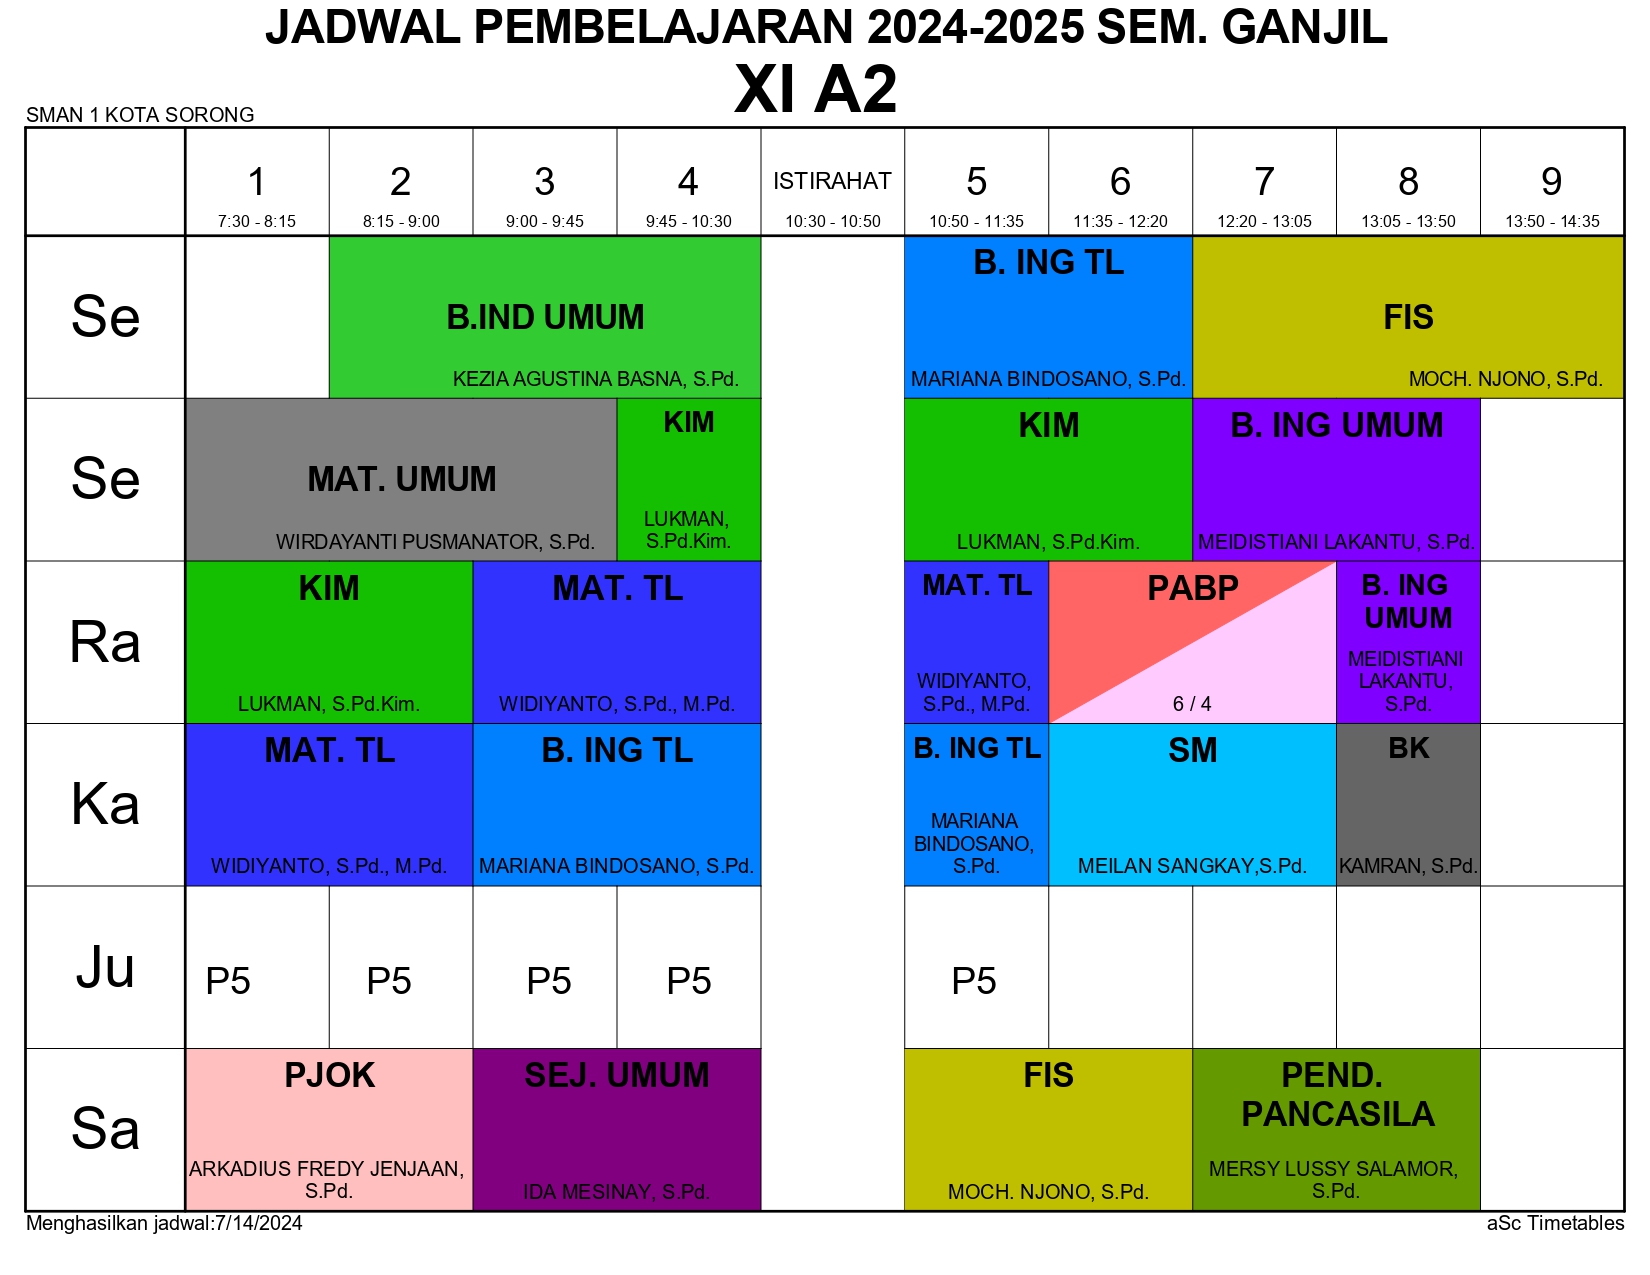 JADWAL PEMBELAJARAN 2024-2025 SEM. GANJIL
XI A2
SMAN 1 KOTA SORONG
1 2 3 4 ISTIRAHAT 5 6 7 8 9
7:30 - 8:15 8:15 - 9:00 9:00 - 9:45 9:45 - 10:30 10:30 - 10:50 10:50 - 11:35 11:35 - 12:20 12:20 - 13:05 13:05 - 13:50 13:50 - 14:35
Se
B.IND UMUM
KEZIA AGUSTINA BASNA, S.Pd.
B. ING TL
MARIANA BINDOSANO, S.Pd.
FIS
MOCH. NJONO, S.Pd.
Se
MAT. UMUM
WIRDAYANTI PUSMANATOR, S.Pd.
KIM
LUKMAN,
S.Pd.Kim.
KIM
LUKMAN, S.Pd.Kim.
B. ING UMUM
MEIDISTIANI LAKANTU, S.Pd.
Ra
KIM
LUKMAN, S.Pd.Kim.
MAT. TL
WIDIYANTO, S.Pd., M.Pd.
MAT. TL
WIDIYANTO,
S.Pd., M.Pd.
PABP
6 / 4
B. ING
UMUM
MEIDISTIANI
LAKANTU,
S.Pd.
Ka
MAT. TL
WIDIYANTO, S.Pd., M.Pd.
B. ING TL
MARIANA BINDOSANO, S.Pd.
B. ING TL
MARIANA
BINDOSANO,
S.Pd.
SM
MEILAN SANGKAY,S.Pd.
BK
KAMRAN, S.Pd.
Ju
P5 P5 P5 P5 P5
Sa
PJOK
ARKADIUS FREDY JENJAAN,
S.Pd.
SEJ. UMUM
IDA MESINAY, S.Pd.
FIS
MOCH. NJONO, S.Pd.
PEND.
PANCASILA
MERSY LUSSY SALAMOR,
S.Pd.
Menghasilkan jadwal:7/14/2024
aSc Timetables